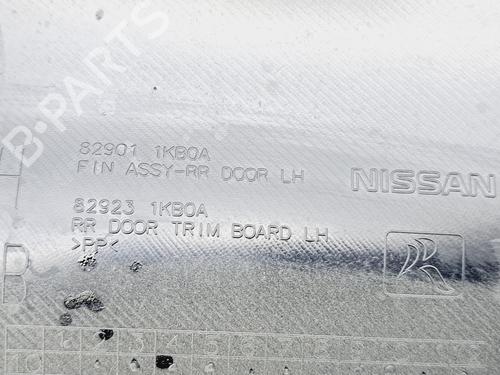 B-PARTS
82901 1KB0A
FIN ASSY-RR DOOR LH
NISSAN
82923 1KB0A
RR DOOR TRIM BOARD LH
>PP<
R